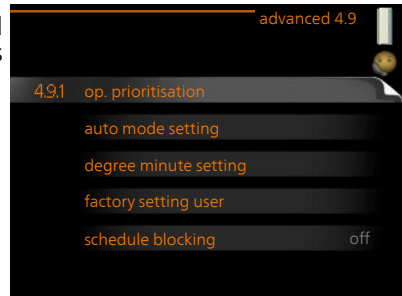 advanced 4.9
4.9.1 op. prioritisation
auto mode setting
degree minute setting
factory setting user
schedule blocking off